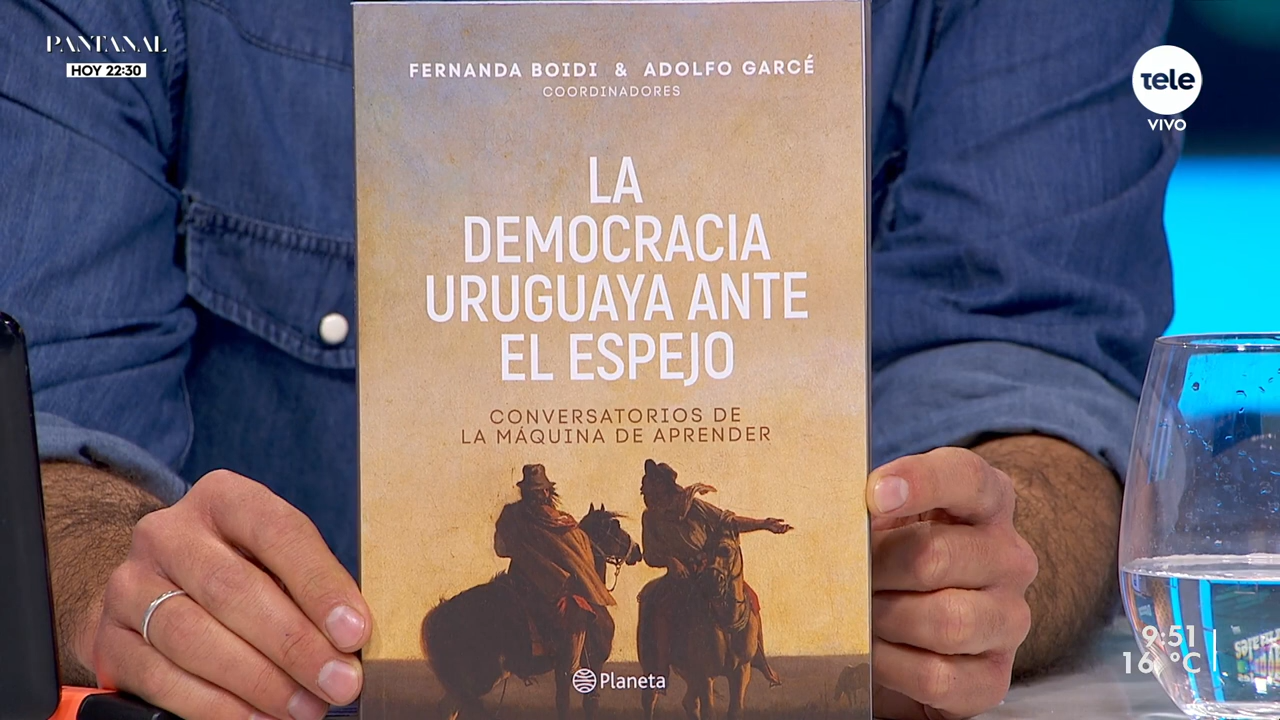 PANTANAL
HOY 22:30
tele
VIVO
FERNANDA BOIDI & ADOLFO GARCÉ
COORDINADORES
LA
DEMOCRACIA
URUGUAYA ANTE
EL ESPEJO
CONVERSATORIOS DE
LA MÁQUINA DE APRENDER
Planeta
9:51
16 °C